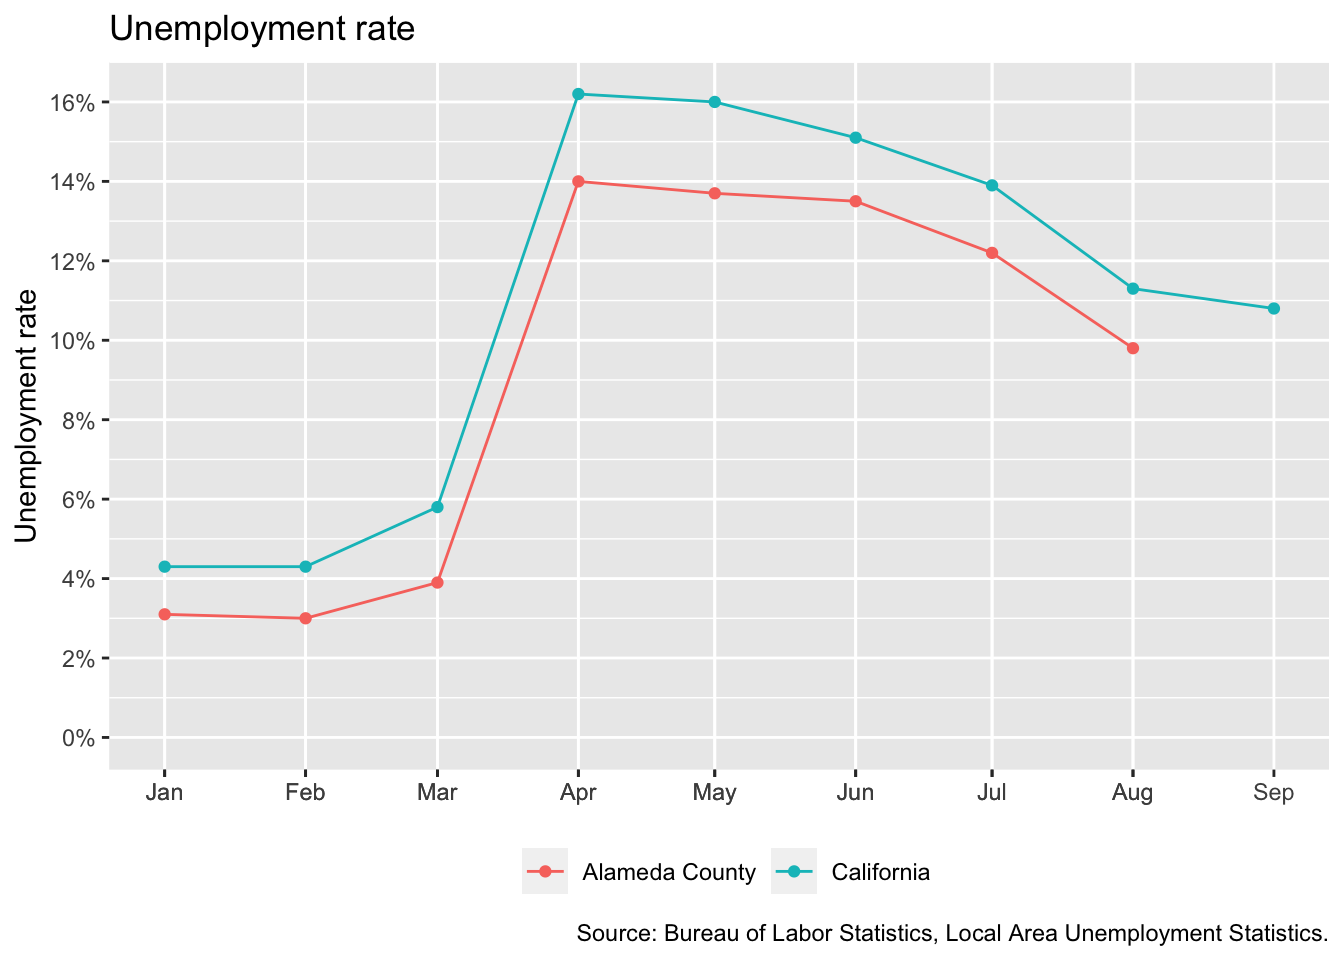 Unemployment rate
Unemployment rate
16%
14%
12%
10%
8%
6%
4%
2%
0%
Jan Feb Mar Apr May Jun Jul Aug Sep
Alameda County California
Source: Bureau of Labor Statistics, Local Area Unemployment Statistics.